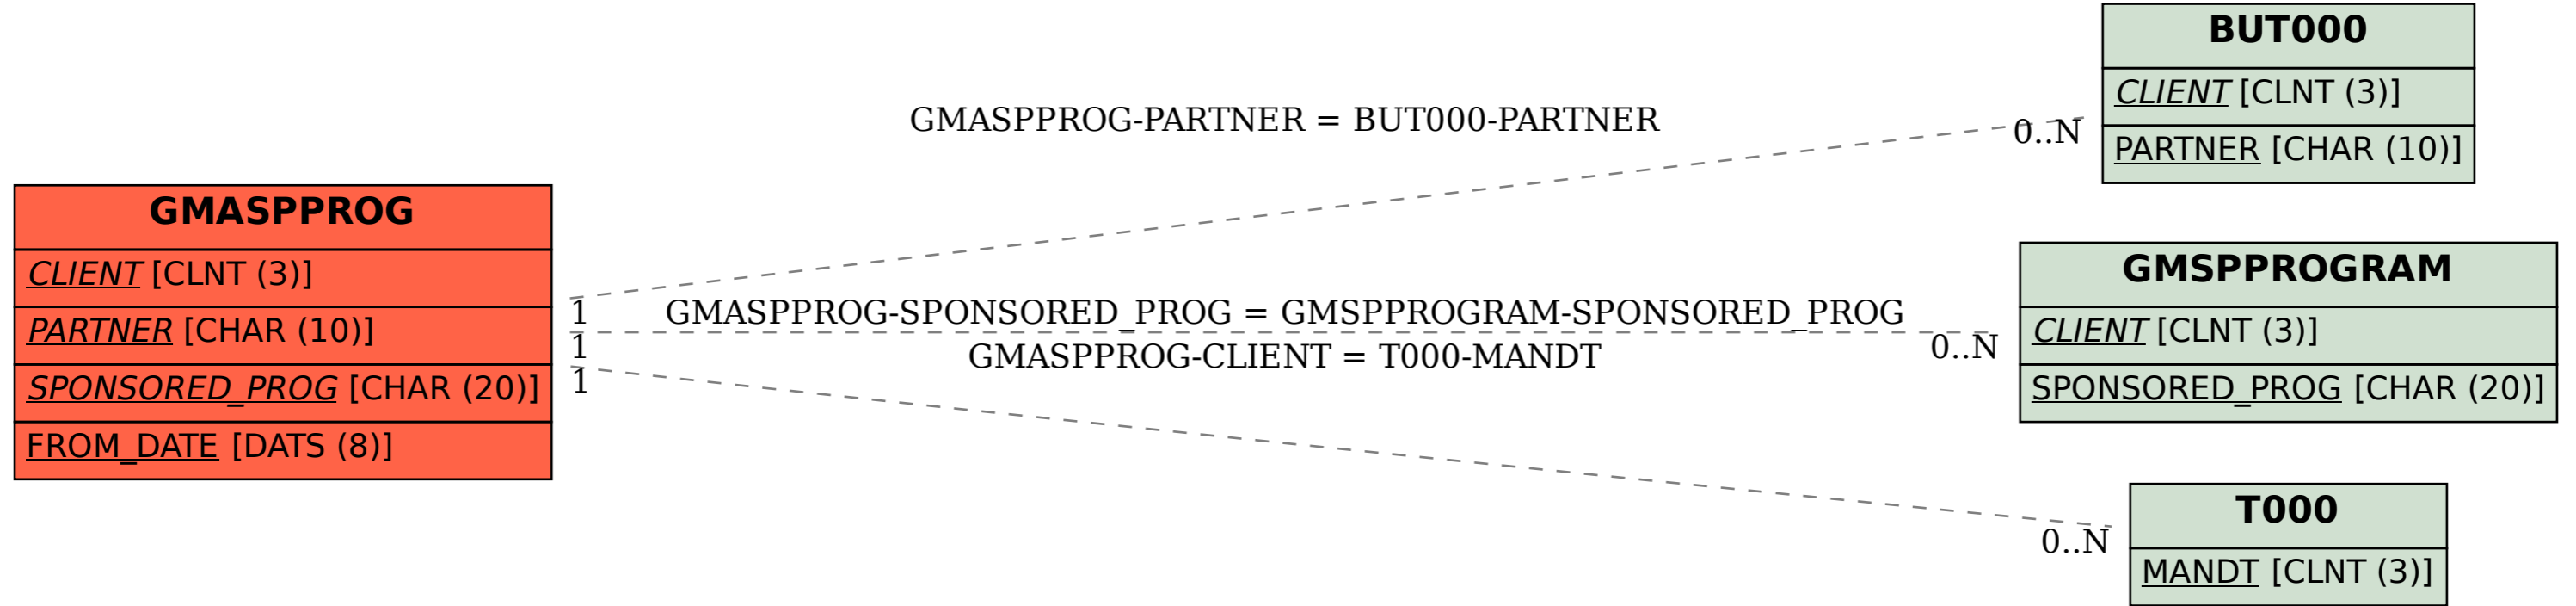 BUT000
CLIENT [CLNT (3)]
PARTNER [CHAR (10)]
GMASPPROG-PARTNER = BUT000-PARTNER
0..N
GMASPPROG
CLIENT [CLNT (3)]
PARTNER [CHAR (10)]
SPONSORED_PROG [CHAR (20)]
FROM_DATE [DATS (8)]
1
GMASPPROG-SPONSORED_PROG = GMSPPROGRAM-SPONSORED_PROG
1
0..N
GMASPPROG-CLIENT = T000-MANDT
1
GMSPPROGRAM
CLIENT [CLNT (3)]
SPONSORED_PROG [CHAR (20)]
0..N
T000
MANDT [CLNT (3)]